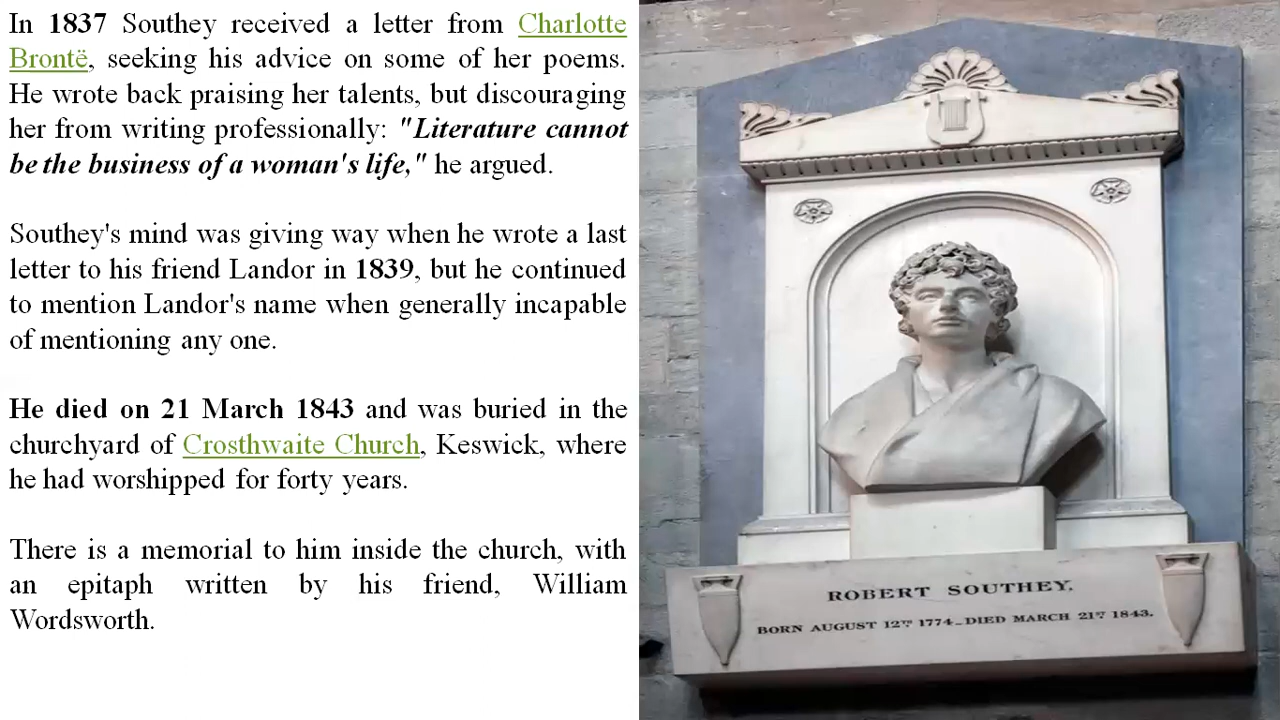 In 1837 Southey received a letter from Charlotte
Brontë, seeking his advice on some of her poems.
He wrote back praising her talents, but discouraging
her from writing professionally: "Literature cannot
be the business of a woman's life," he argued.
Southey's mind was giving way when he wrote a last
letter to his friend Landor in 1839, but he continued
to mention Landor's name when generally incapable
of mentioning any one.
He died on 21 March 1843 and was buried in the
churchyard of Crosthwaite Church, Keswick, where
he had worshipped for forty years.
There is a memorial to him inside the church, with
an epitaph written by his friend, William
Wordsworth.
ROBERT SOUTHEY,
BORN AUGUST 12TH 1774_DIED MARCH 21ST 1843.